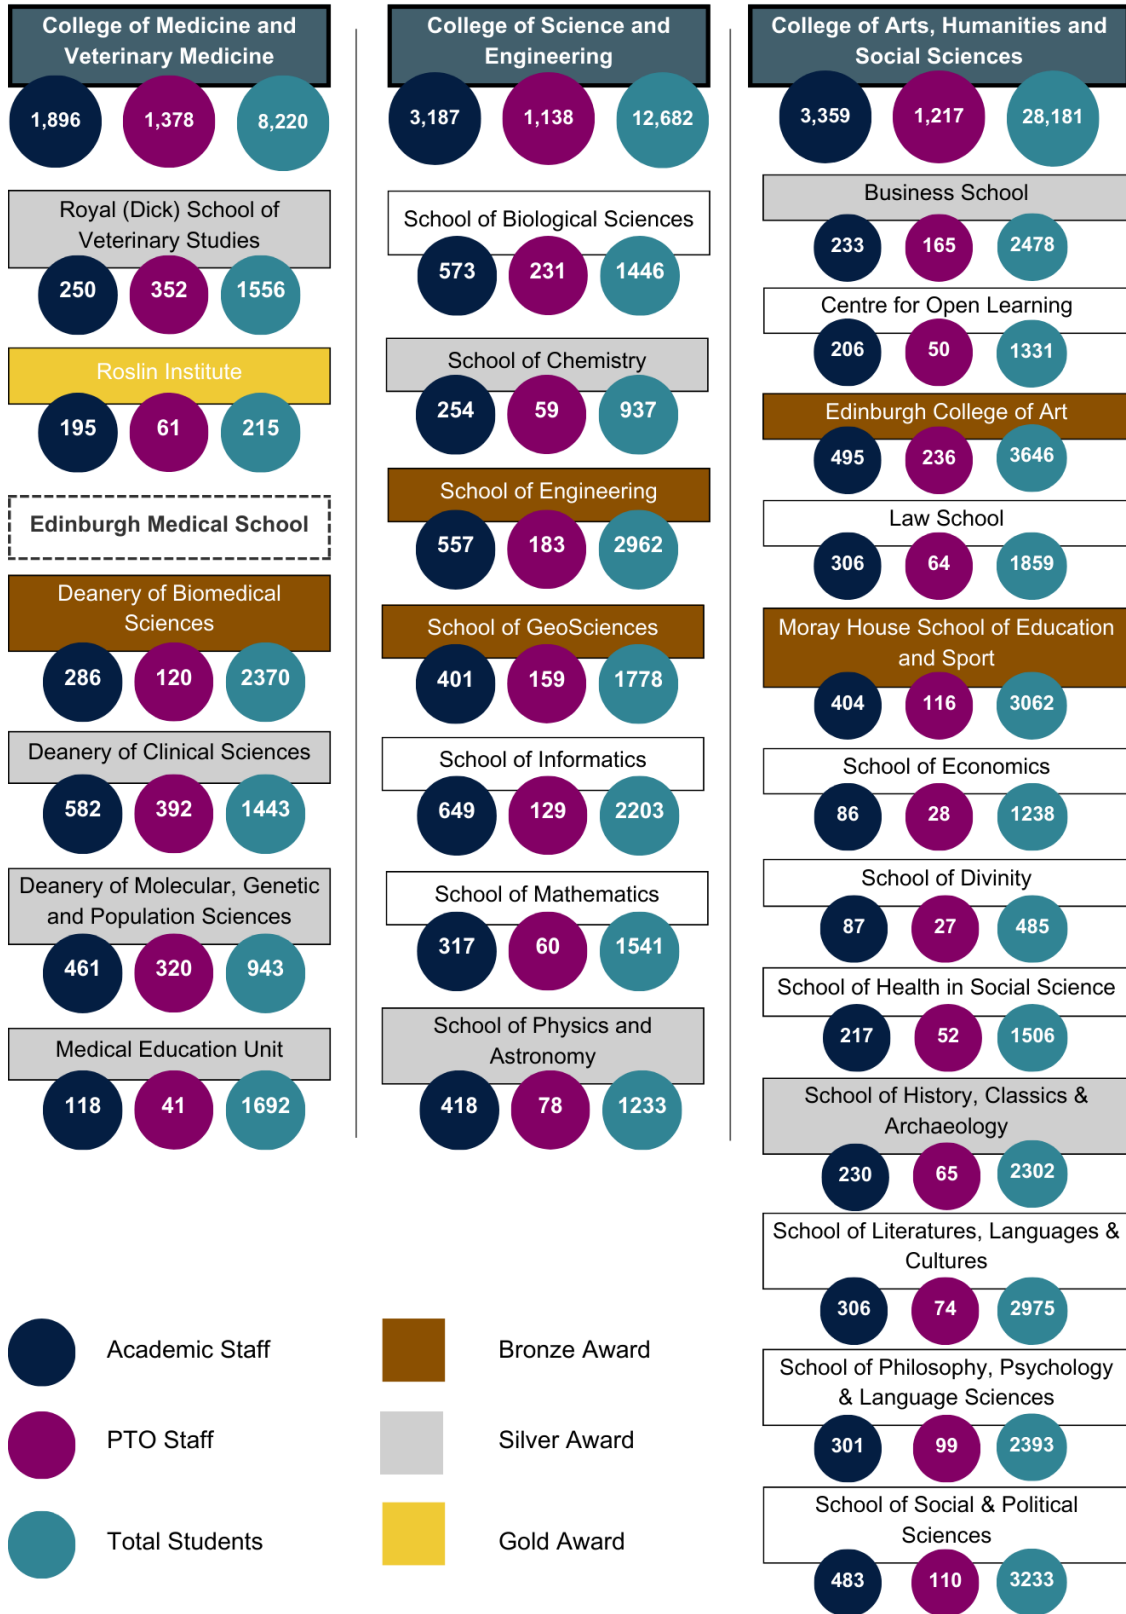 College of Medicine and
Veterinary Medicine
1,896 1,378 8,220
Royal (Dick) School of
Veterinary Studies
250 352 1556
Roslin Institute
195 61 215
Edinburgh Medical School
Deanery of Biomedical
Sciences
286 120 2370
Deanery of Clinical Sciences
582 392 1443
Deanery of Molecular, Genetic
and Population Sciences
461 320 943
Medical Education Unit
118 41 1692
College of Science and
Engineering
3,187 1,138 12,682
School of Biological Sciences
573 231 1446
School of Chemistry
254 59 937
School of Engineering
557 183 2962
School of GeoSciences
401 159 1778
School of Informatics
649 129 2203
School of Mathematics
317 60 1541
School of Physics and
Astronomy
418 78 1233
College of Arts, Humanities and
Social Sciences
3,359 1,217 28,181
Business School
233 165 2478
Centre for Open Learning
206 50 1331
Edinburgh College of Art
495 236 3646
Law School
306 64 1859
Moray House School of Education
and Sport
404 116 3062
School of Economics
86 28 1238
School of Divinity
87 27 485
School of Health in Social Science
217 52 1506
School of History, Classics &
Archaeology
230 65 2302
School of Literatures, Languages &
Cultures
306 74 2975
School of Philosophy, Psychology
& Language Sciences
301 99 2393
School of Social & Political
Sciences
483 110 3233
Academic Staff
PTO Staff
Total Students
Bronze Award
Silver Award
Gold Award